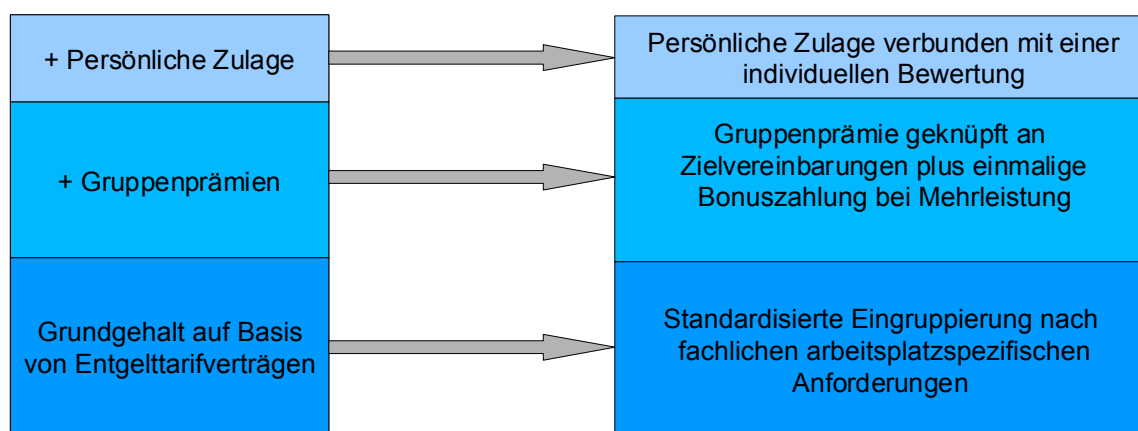 + Persönliche Zulage
Persönliche Zulage verbunden mit einer
individuellen Bewertung
+ Gruppenprämien
Gruppenprämie geknüpft an
Zielvereinbarungen plus einmalige
Bonuszahlung bei Mehrleistung
Grundgehalt auf Basis
von Entgelttarifverträgen
Standardisierte Eingruppierung nach
fachlichen arbeitsplatzspezifischen
Anforderungen